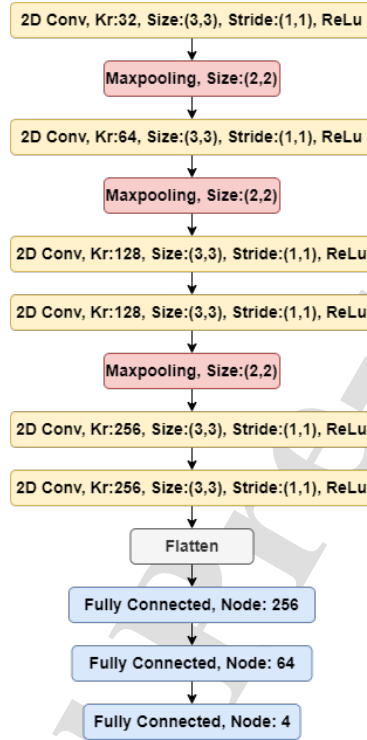 2D Conv, Kr:32, Size:(3,3), Stride:(1,1), ReLu
Maxpooling, Size:(2,2)
2D Conv, Kr:64, Size:(3,3), Stride:(1,1), ReLu
Maxpooling, Size:(2,2)
2D Conv, Kr:128, Size:(3,3), Stride:(1,1), ReLu
2D Conv, Kr:128, Size:(3,3), Stride:(1,1), ReLu
Maxpooling, Size:(2,2)
2D Conv, Kr:256, Size:(3,3), Stride:(1,1), ReLu
2D Conv, Kr:256, Size:(3,3), Stride:(1,1), ReLu
Flatten
Fully Connected, Node: 256
Fully Connected, Node: 64
Fully Connected, Node: 4